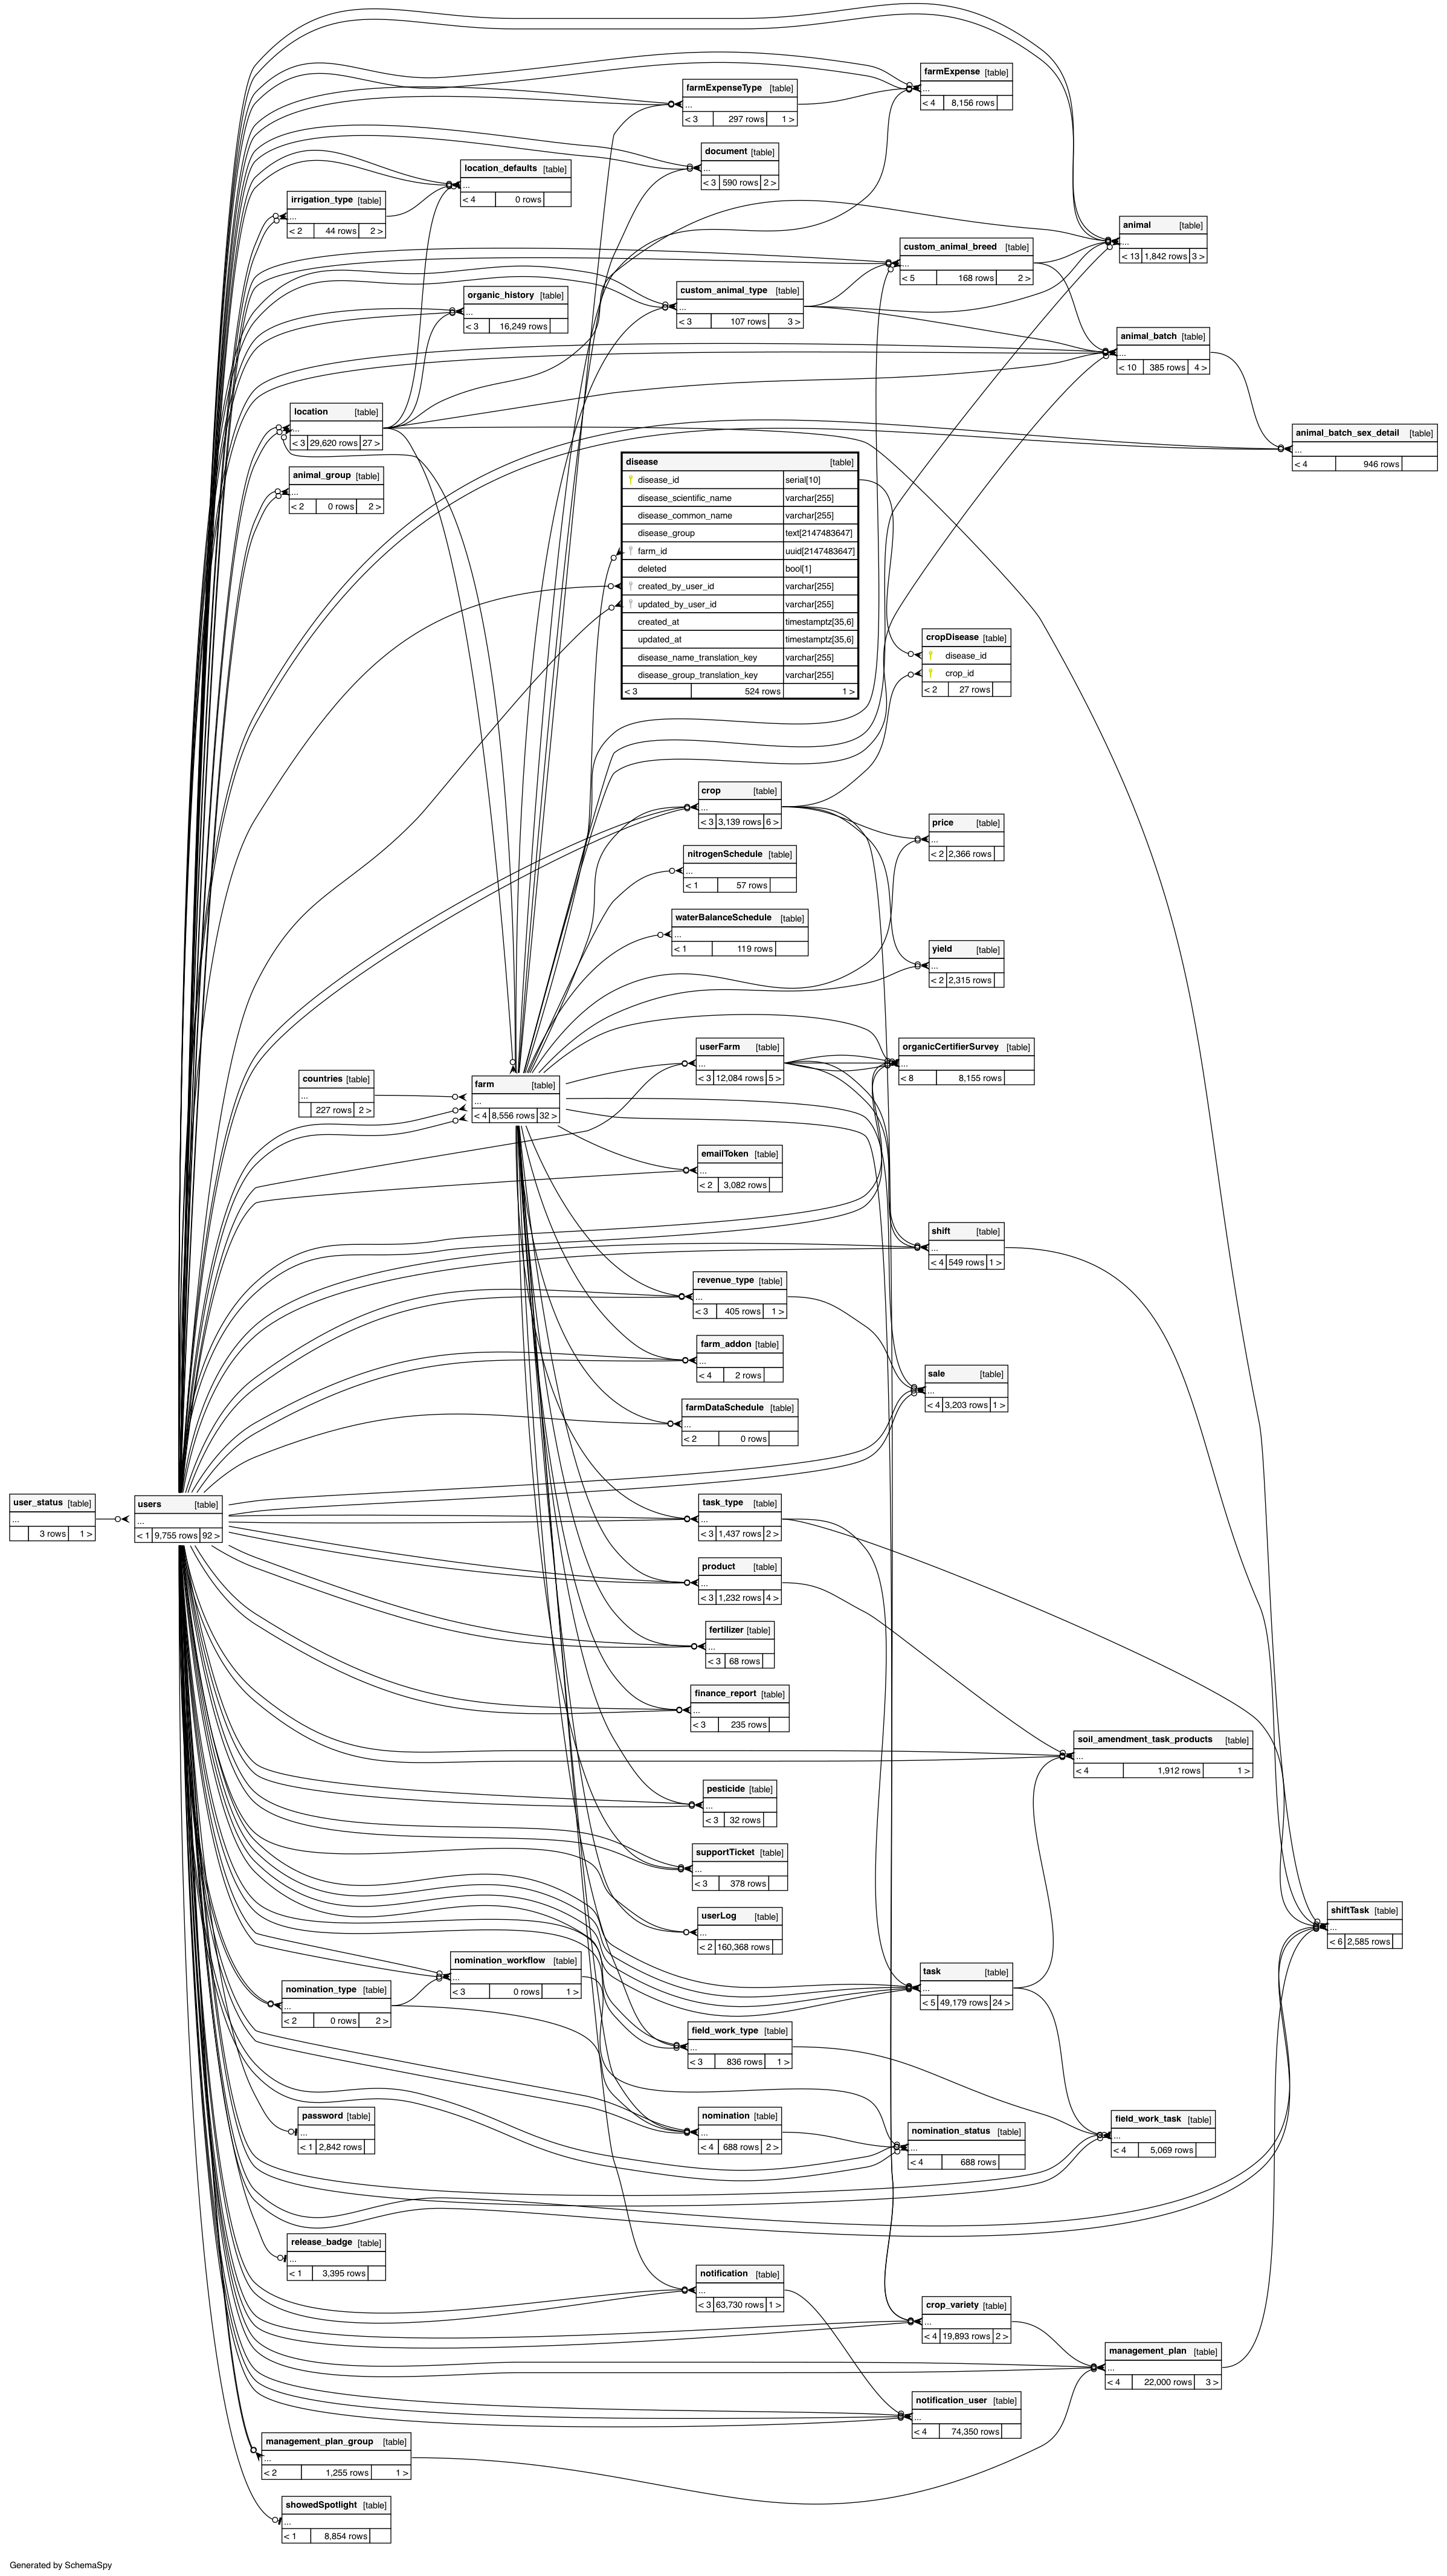 farmExpense [table]
...
< 4 8,156 rows
farmExpenseType [table]
...
< 3 297 rows 1 >
document [table]
...
< 3 590 rows 2 >
location_defaults [table]
...
< 4 0 rows
irrigation_type [table]
...
< 2 44 rows 2 >
animal [table]
...
< 13 1,842 rows 3 >
custom_animal_breed [table]
...
< 5 168 rows 2 >
custom_animal_type [table]
...
< 3 107 rows 3 >
organic_history [table]
...
< 3 16,249 rows
animal_batch [table]
...
< 10 385 rows 4 >
location [table]
...
< 3 29,620 rows 27 >
animal_batch_sex_detail [table]
...
< 4 946 rows
animal_group [table]
...
< 2 0 rows 2 >
disease [table]
disease_id serial[10]
disease_scientific_name varchar[255]
disease_common_name varchar[255]
disease_group text[2147483647]
farm_id uuid[2147483647]
deleted bool[1]
created_by_user_id varchar[255]
updated_by_user_id varchar[255]
created_at timestamptz[35,6]
updated_at timestamptz[35,6]
disease_name_translation_key varchar[255]
disease_group_translation_key varchar[255]
< 3 524 rows 1 >
cropDisease [table]
disease_id
crop_id
< 2 27 rows
crop [table]
...
< 3 3,139 rows 6 >
price [table]
...
< 2 2,366 rows
nitrogenSchedule [table]
...
< 1 57 rows
waterBalanceSchedule [table]
...
< 1 119 rows
yield [table]
...
< 2 2,315 rows
userFarm [table]
...
< 3 12,084 rows 5 >
organicCertifierSurvey [table]
...
< 8 8,155 rows
countries [table]
...
227 rows 2 >
farm [table]
...
< 4 8,556 rows 32 >
emailToken [table]
...
< 2 3,082 rows
shift [table]
...
< 4 549 rows 1 >
revenue_type [table]
...
< 3 405 rows 1 >
farm_addon [table]
...
< 4 2 rows
sale [table]
...
< 4 3,203 rows 1 >
farmDataSchedule [table]
...
< 2 0 rows
user_status [table]
...
3 rows 1 >
users [table]
...
< 1 9,755 rows 92 >
task_type [table]
...
< 3 1,437 rows 2 >
product [table]
...
< 3 1,232 rows 4 >
fertilizer [table]
...
< 3 68 rows
finance_report [table]
...
< 3 235 rows
soil_amendment_task_products [table]
...
< 4 1,912 rows 1 >
pesticide [table]
...
< 3 32 rows
supportTicket [table]
...
< 3 378 rows
shiftTask [table]
...
< 6 2,585 rows
userLog [table]
...
< 2 160,368 rows
nomination_workflow [table]
...
< 3 0 rows 1 >
task [table]
...
< 5 49,179 rows 24 >
nomination_type [table]
...
< 2 0 rows 2 >
field_work_type [table]
...
< 3 836 rows 1 >
password [table]
...
< 1 2,842 rows
nomination [table]
...
< 4 688 rows 2 >
nomination_status [table]
...
< 4 688 rows
field_work_task [table]
...
< 4 5,069 rows
release_badge [table]
...
< 1 3,395 rows
notification [table]
...
< 3 63,730 rows 1 >
crop_variety [table]
...
< 4 19,893 rows 2 >
management_plan [table]
...
< 4 22,000 rows 3 >
notification_user [table]
...
< 4 74,350 rows
management_plan_group [table]
...
< 2 1,255 rows 1 >
showedSpotlight [table]
...
< 1 8,854 rows
Generated by SchemaSpy